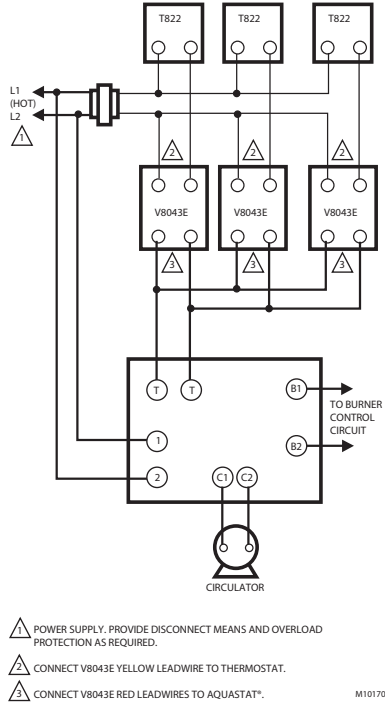 T822 T822 T822
L1
(HOT)
L2
1
2 2 2
V8043E V8043E V8043E
3 3 3
T T B1
TO BURNER
CONTROL
CIRCUIT
1
B2
2 C1 C2
CIRCULATOR
1 POWER SUPPLY. PROVIDE DISCONNECT MEANS AND OVERLOAD
PROTECTION AS REQUIRED.
2 CONNECT V8043E YELLOW LEADWIRE TO THERMOSTAT.
3 CONNECT V8043E RED LEADWIRES TO AQUASTAT®. M10170